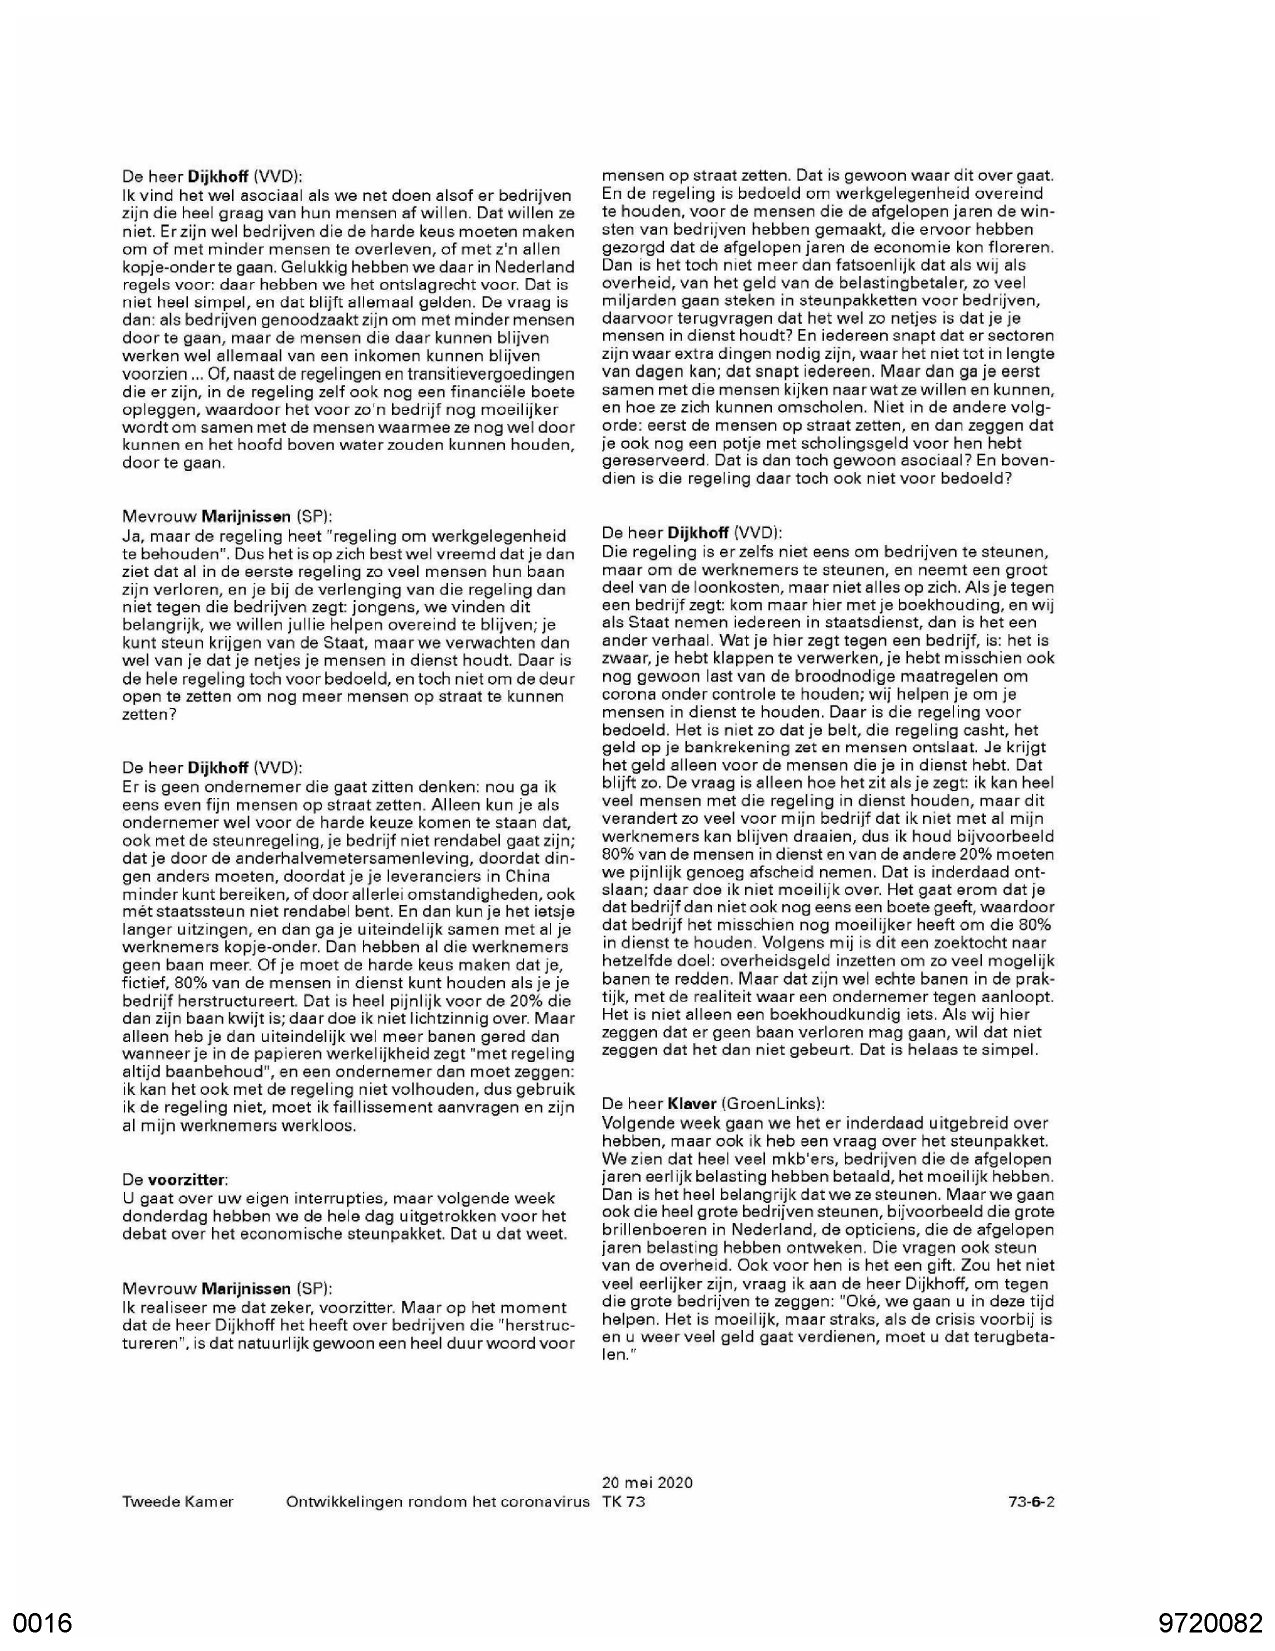 De heer Dijkhoff (VVD):
Ik vind het wel asociaal als we net doen alsof er bedrijven
zijn die heel graag van hun mensen af willen. Dat willen ze
niet. Er zijn wel bedrijven die de harde keus moeten maken
om of met minder mensen te overleven, of met z'n allen
kopje-onder te gaan. Gelukkig hebben we daar in Nederland
regels voor: daar hebben we het ontslagrecht voor. Dat is
niet heel simpel, en dat blijft allemaal gelden. De vraag is
dan: als bedrijven genoodzaakt zijn om met minder mensen
door te gaan, maar de mensen die daar kunnen blijven
werken wel allemaal van een inkomen kunnen blijven
voorzien ... Of, naast de regelingen en transitievergoedingen
die er zijn, in de regeling zelf ook nog een financiële boete
opleggen, waardoor het voor zo'n bedrijf nog moeilijker
wordt om samen met de mensen waarmee ze nog wel door
kunnen en het hoofd boven water zouden kunnen houden,
door te gaan.
Mevrouw Marijnissen (SP):
Ja, maar de regeling heet "regeling om werkgelegenheid
te behouden". Dus het is op zich best wel vreemd dat je dan
ziet dat al in de eerste regeling zo veel mensen hun baan
zijn verloren, en je bij de verlenging van die regeling dan
niet tegen die bedrijven zegt: jongens, we vinden dit
belangrijk, we willen jullie helpen overeind te blijven; je
kunt steun krijgen van de Staat, maar we verwachten dan
wel van je dat je netjes je mensen in dienst houdt. Daar is
de hele regeling toch voor bedoeld, en toch niet om de deur
open te zetten om nog meer mensen op straat te kunnen
zetten?
De heer Dijkhoff (VVD):
Er is geen ondernemer die gaat zitten denken: nou ga ik
eens even fijn mensen op straat zetten. Alleen kun je als
ondernemer wel voor de harde keuze komen te staan dat,
ook met de steunregeling, je bedrijf niet rendabel gaat zijn;
dat je door de anderhalvemetersamenleving, doordat din-
gen anders moeten, doordat je je leveranciers in China
minder kunt bereiken, of door allerlei omstandigheden, ook
mét staatssteun niet rendabel bent. En dan kun je het ietsje
langer uitzingen, en dan ga je uiteindelijk samen met al je
werknemers kopje-onder. Dan hebben al die werknemers
geen baan meer. Of je moet de harde keus maken dat je,
fictief, 80% van de mensen in dienst kunt houden als je je
bedrijf herstructureert. Dat is heel pijnlijk voor de 20% die
dan zijn baan kwijt is; daar doe ik niet lichtzinnig over. Maar
alleen heb je dan uiteindelijk wel meer banen gered dan
wanneer je in de papieren werkelijkheid zegt "met regeling
altijd baanbehoud", en een ondernemer dan moet zeggen:
ik kan het ook met de regeling niet volhouden, dus gebruik
ik de regeling niet, moet ik faillissement aanvragen en zijn
al mijn werknemers werkloos.
De voorzitter:
U gaat over uw eigen interrupties, maar volgende week
donderdag hebben we de hele dag uitgetrokken voor het
debat over het economische steunpakket. Dat u dat weet.
Mevrouw Marijnissen (SP):
Ik realiseer me dat zeker, voorzitter. Maar op het moment
dat de heer Dijkhoff het heeft over bedrijven die "herstruc-
tureren", is dat natuurlijk gewoon een heel duur woord voor
mensen op straat zetten. Dat is gewoon waar dit over gaat.
En de regeling is bedoeld om werkgelegenheid overeind
te houden, voor de mensen die de afgelopen jaren de win-
sten van bedrijven hebben gemaakt, die ervoor hebben
gezorgd dat de afgelopen jaren de economie kon floreren.
Dan is het toch niet meer dan fatsoenlijk dat als wij als
overheid, van het geld van de belastingbetaler, zo veel
miljarden gaan steken in steunpakketten voor bedrijven,
daarvoor terugvragen dat het wel zo netjes is dat je je
mensen in dienst houdt? En iedereen snapt dat er sectoren
zijn waar extra dingen nodig zijn, waar het niet tot in lengte
van dagen kan; dat snapt iedereen. Maar dan ga je eerst
samen met die mensen kijken naar wat ze willen en kunnen,
en hoe ze zich kunnen omscholen. Niet in de andere volg-
orde: eerst de mensen op straat zetten, en dan zeggen dat
je ook nog een potje met scholingsgeld voor hen hebt
gereserveerd. Dat is dan toch gewoon asociaal? En boven-
dien is die regeling daar toch ook niet voor bedoeld?
De heer Dijkhoff (VVD):
Die regeling is er zelfs niet eens om bedrijven te steunen,
maar om de werknemers te steunen, en neemt een groot
deel van de loonkosten, maar niet alles op zich. Als je tegen
een bedrijf zegt: kom maar hier met je boekhouding, en wij
als Staat nemen iedereen in staatsdienst, dan is het een
ander verhaal. Wat je hier zegt tegen een bedrijf, is: het is
zwaar, je hebt klappen te verwerken, je hebt misschien ook
nog gewoon last van de broodnodige maatregelen om
corona onder controle te houden; wij helpen je om je
mensen in dienst te houden. Daar is die regeling voor
bedoeld. Het is niet zo dat je belt, die regeling casht, het
geld op je bankrekening zet en mensen ontslaat. Je krijgt
het geld alleen voor de mensen die je in dienst hebt. Dat
blijft zo. De vraag is alleen hoe het zit als je zegt: ik kan heel
veel mensen met die regeling in dienst houden, maar dit
verandert zo veel voor mijn bedrijf dat ik niet met al mijn
werknemers kan blijven draaien, dus ik houd bijvoorbeeld
80% van de mensen in dienst en van de andere 20% moeten
we pijnlijk genoeg afscheid nemen. Dat is inderdaad ont-
slaan; daar doe ik niet moeilijk over. Het gaat erom dat je
dat bedrijf dan niet ook nog eens een boete geeft, waardoor
dat bedrijf het misschien nog moeilijker heeft om die 80%
in dienst te houden. Volgens mij is dit een zoektocht naar
hetzelfde doel: overheidsgeld inzetten om zo veel mogelijk
banen te redden. Maar dat zijn wel echte banen in de prak-
tijk, met de realiteit waar een ondernemer tegen aanloopt.
Het is niet alleen een boekhoudkundig iets. Als wij hier
zeggen dat er geen baan verloren mag gaan, wil dat niet
zeggen dat het dan niet gebeurt. Dat is helaas te simpel.
De heer Klaver (GroenLinks):
Volgende week gaan we het er inderdaad uitgebreid over
hebben, maar ook ik heb een vraag over het steunpakket.
We zien dat heel veel mkb'ers, bedrijven die de afgelopen
jaren eerlijk belasting hebben betaald, het moeilijk hebben.
Dan is het heel belangrijk dat we ze steunen. Maar we gaan
ook die heel grote bedrijven steunen, bijvoorbeeld die grote
brillenboeren in Nederland, de opticiens, die de afgelopen
jaren belasting hebben ontweken. Die vragen ook steun
van de overheid. Ook voor hen is het een gift. Zou het niet
veel eerlijker zijn, vraag ik aan de heer Dijkhoff, om tegen
die grote bedrijven te zeggen: "Oké, we gaan u in deze tijd
helpen. Het is moeilijk, maar straks, als de crisis voorbij is
en u weer veel geld gaat verdienen, moet u dat terugbeta-
len."
20 mei 2020
Tweede Kamer Ontwikkelingen rondom het coronavirus TK 73 73-6-2
0016 9720082